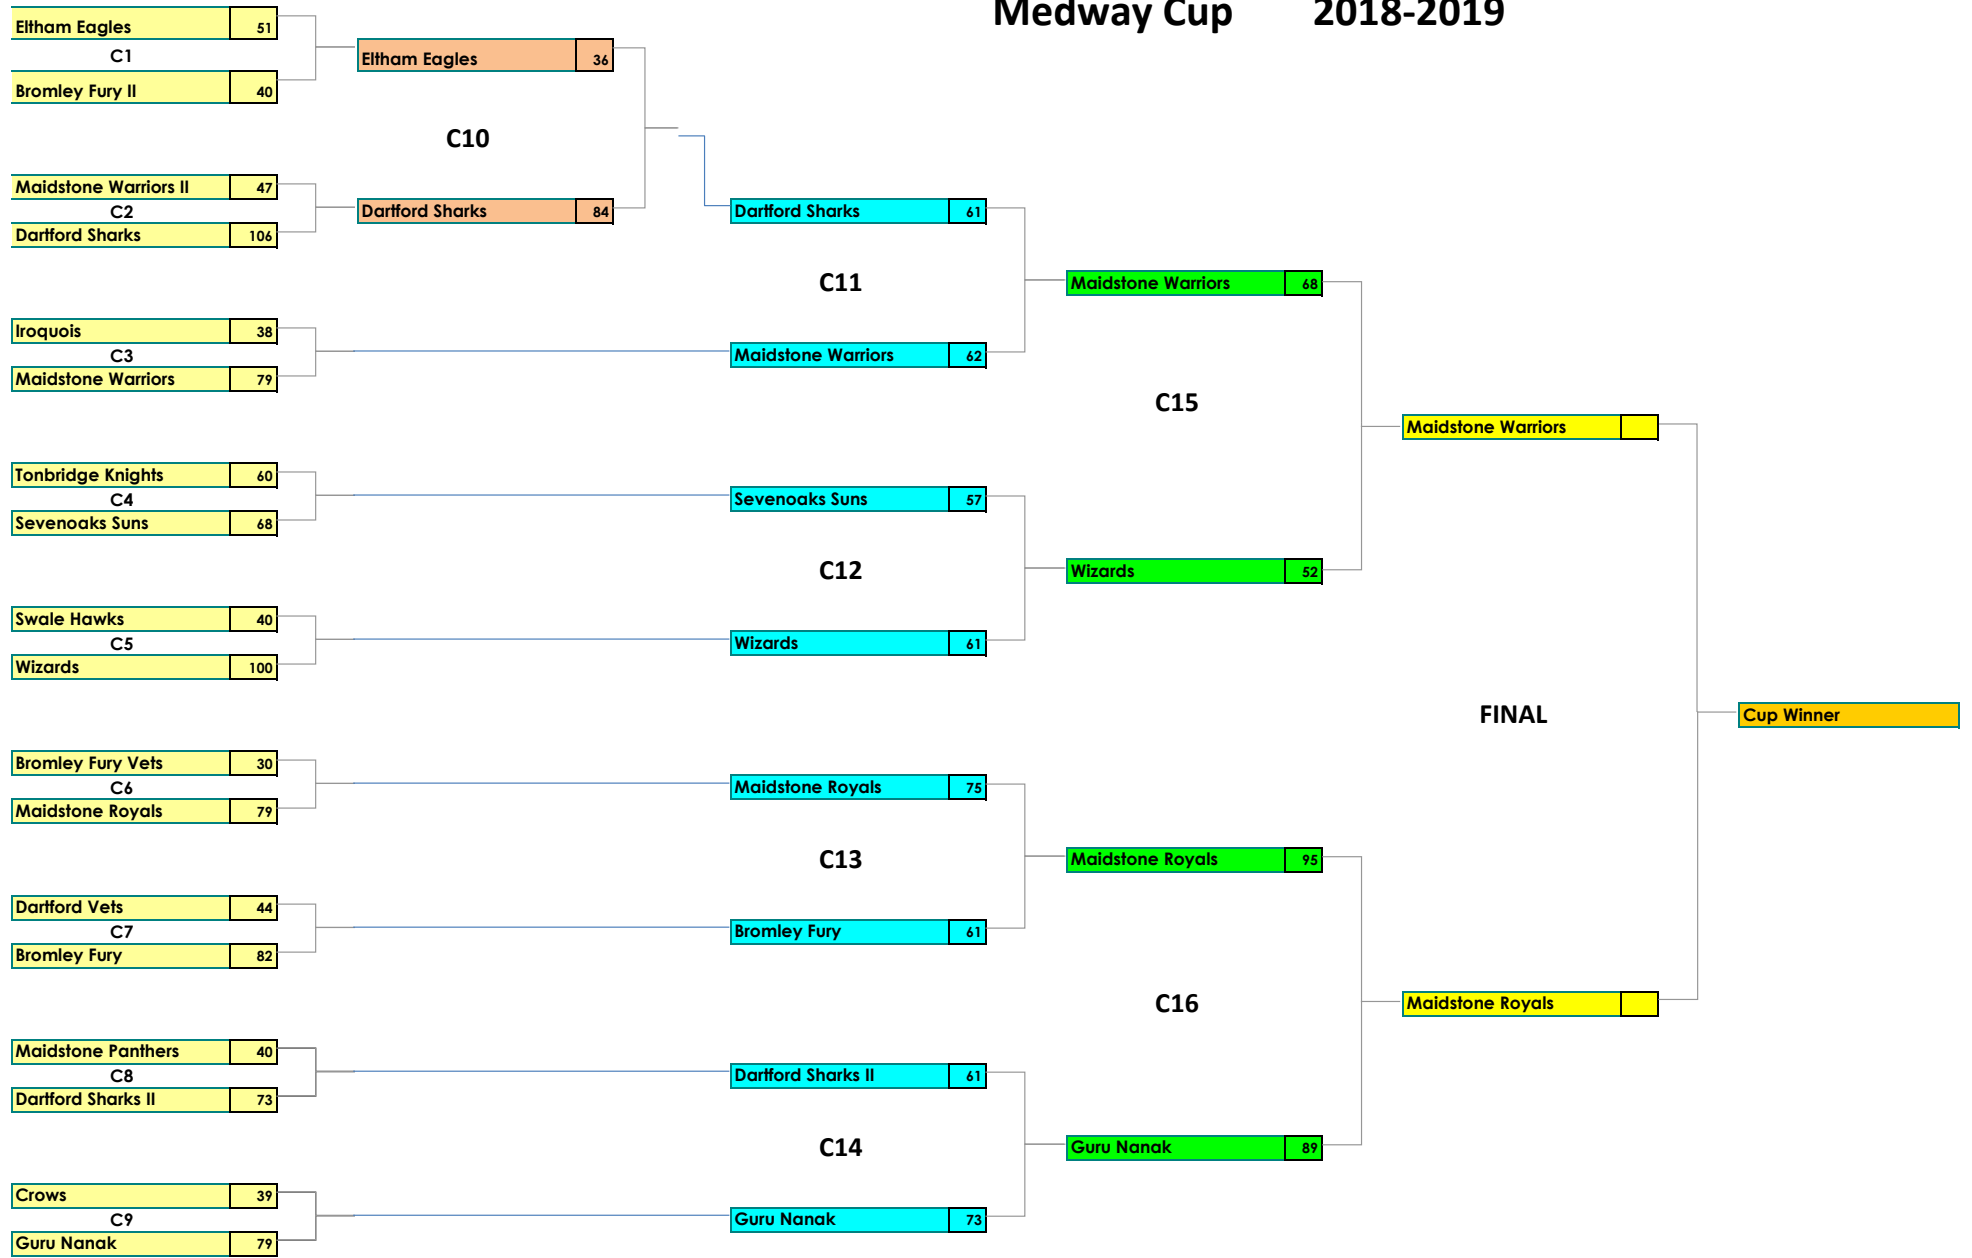 Medway Cup 2018-2019
Eltham Eagles 51
C1
Bromley Fury II 40
Maidstone Warriors II 47
C2
Dartford Sharks 106
Iroquois 38
C3
Maidstone Warriors 79
Tonbridge Knights 60
C4
Sevenoaks Suns 68
Swale Hawks 40
C5
Wizards 100
Bromley Fury Vets 30
C6
Maidstone Royals 79
Dartford Vets 44
C7
Bromley Fury 82
Maidstone Panthers 40
C8
Dartford Sharks II 73
Crows 39
C9
Guru Nanak 79
Eltham Eagles 36
C10
Dartford Sharks 84
Dartford Sharks 61
C11
Maidstone Warriors 62
Sevenoaks Suns 57
C12
Wizards 61
Maidstone Royals 75
C13
Bromley Fury 61
Dartford Sharks II 61
C14
Guru Nanak 73
Maidstone Warriors 68
C15
Wizards 52
Maidstone Royals 95
C16
Guru Nanak 89
Maidstone Warriors
FINAL
Maidstone Royals
Cup Winner